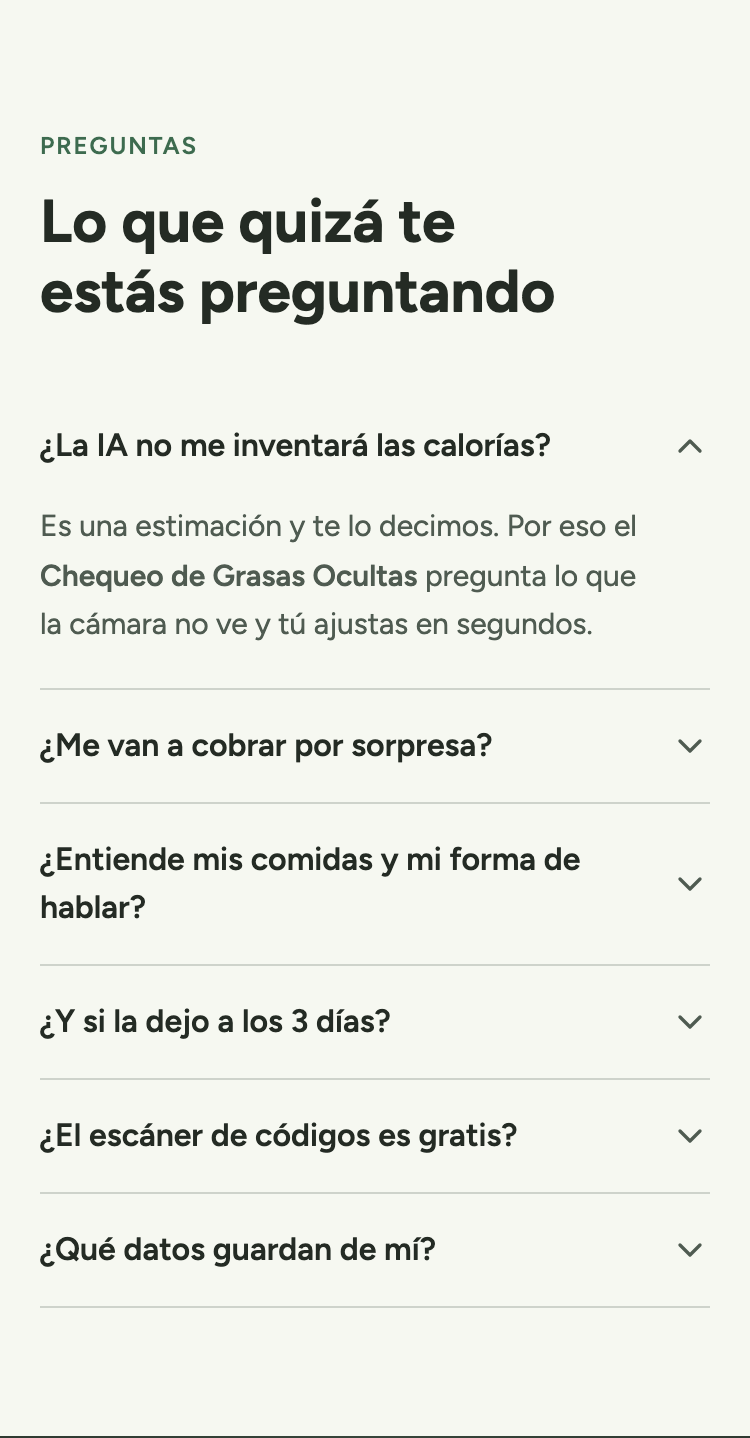 PREGUNTAS
Lo que quizá te
estás preguntando
¿La IA no me inventará las calorías?
Es una estimación y te lo decimos. Por eso el
Chequeo de Grasas Ocultas pregunta lo que
la cámara no ve y tú ajustas en segundos.
¿Me van a cobrar por sorpresa?
¿Entiende mis comidas y mi forma de
hablar?
¿Y si la dejo a los 3 días?
¿El escáner de códigos es gratis?
¿Qué datos guardan de mí?